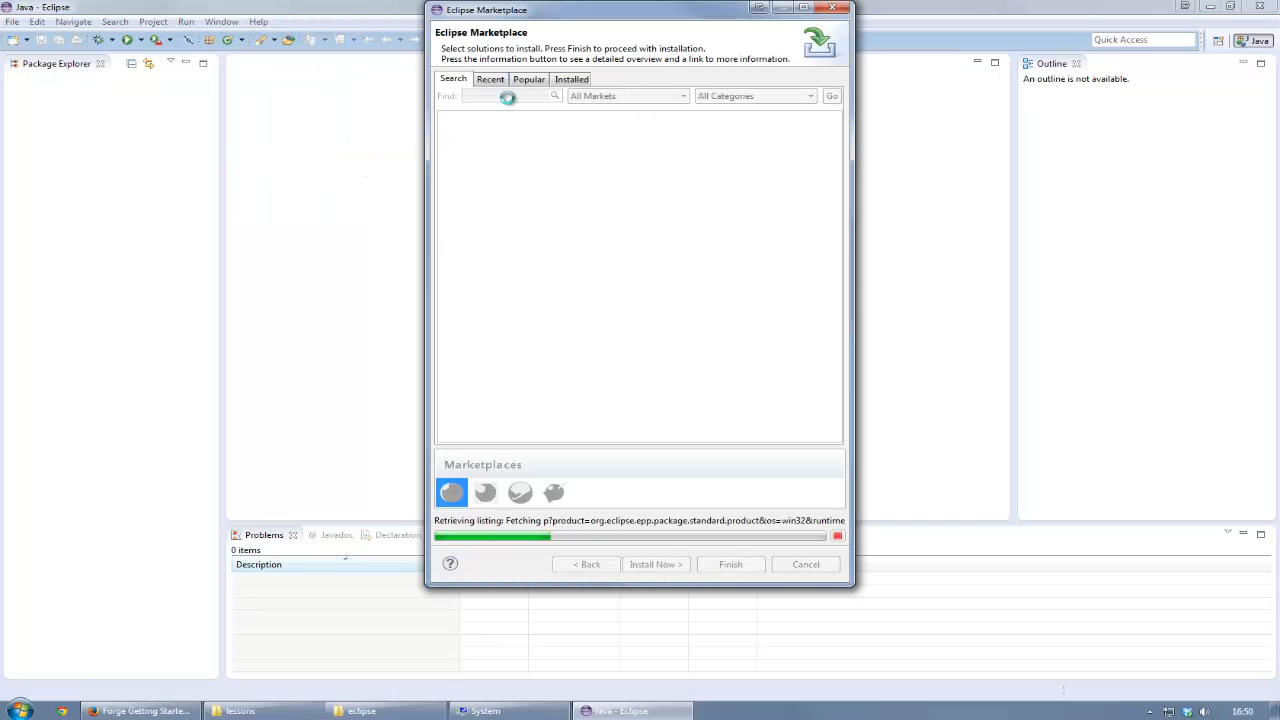 Java - Eclipse
Eclipse Marketplace
File Edit Navigate Search Project Run Window Help
Eclipse Marketplace
Select solutions to install. Press Finish to proceed with installation.
Press the information button to see a detailed overview and a link to more information.
Quick Access
Java
Package Explorer
Outline
An outline is not available.
Search Recent Popular Installed
Find:
All Markets
All Categories
Go
Marketplaces
Retrieving listing: Fetching p?product=org.eclipse.epp.package.standard.product&os=win32&runtime
Problems
Javadoc
Declaration
0 items
Description
< Back
Install Now >
Finish
Cancel
Forge Getting Starte...
lessons
eclipse
System
Java - Eclipse
16:50